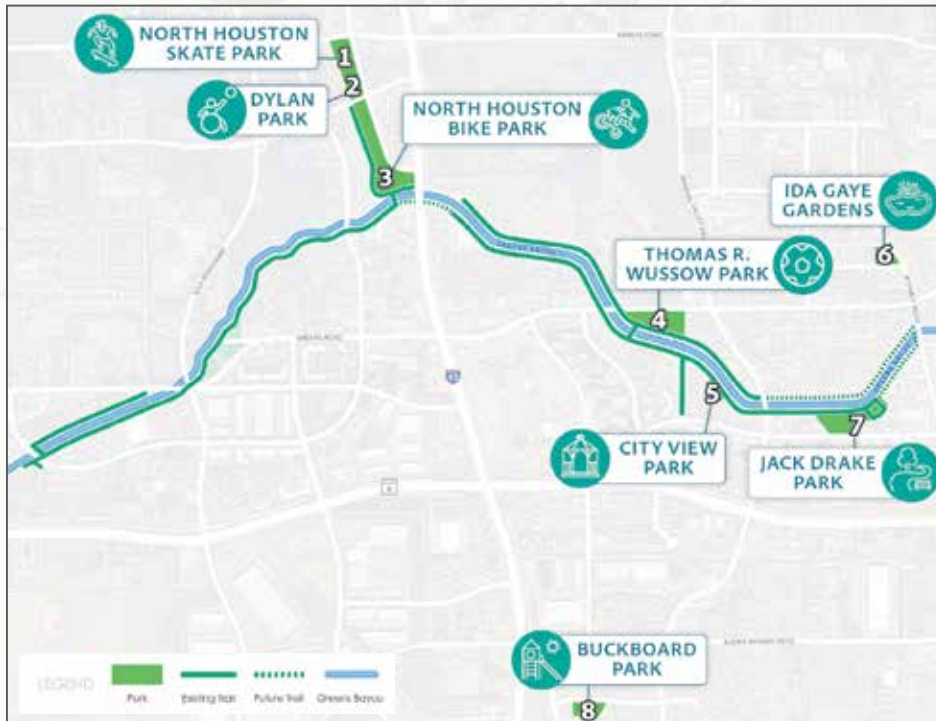 NORTH HOUSTON
SKATE PARK
1
2
DYLAN
PARK
NORTH HOUSTON
BIKE PARK
3
IDA GAYE
GARDENS
6
THOMAS R.
WUSSOW PARK
4
45
5
CITY VIEW
PARK
7
JACK DRAKE
PARK
BUCKBOARD
PARK
8
LEGEND
Park
Existing Trail
Future Trail
Greens Bayou